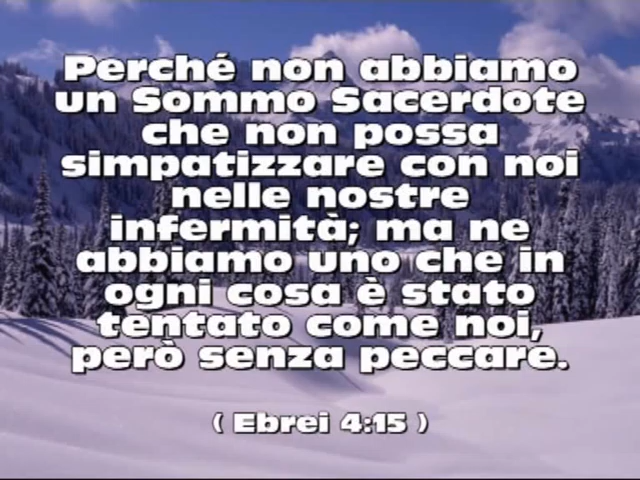 Perché non abbiamo
un Sommo Sacerdote
che non possa
simpatizzare con noi
nelle nostre
infermità; ma ne
abbiamo uno che in
ogni cosa è stato
tentato come noi,
però senza peccare.
( Ebrei 4:15 )